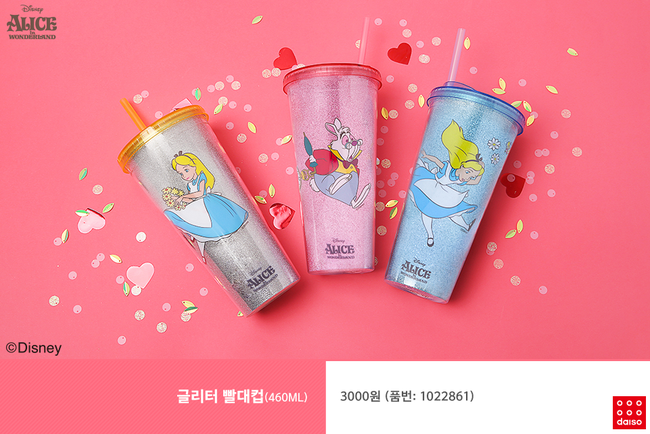 Disney
ALICE
in
WONDERLAND
Disney
ALICE
in
WONDERLAND
Disney
ALICE
in
WONDERLAND
Disney
ALICE
in
WONDERLAND
©Disney
글리터 빨대컵(460ML)
3000원 (품번: 1022861)
daiso